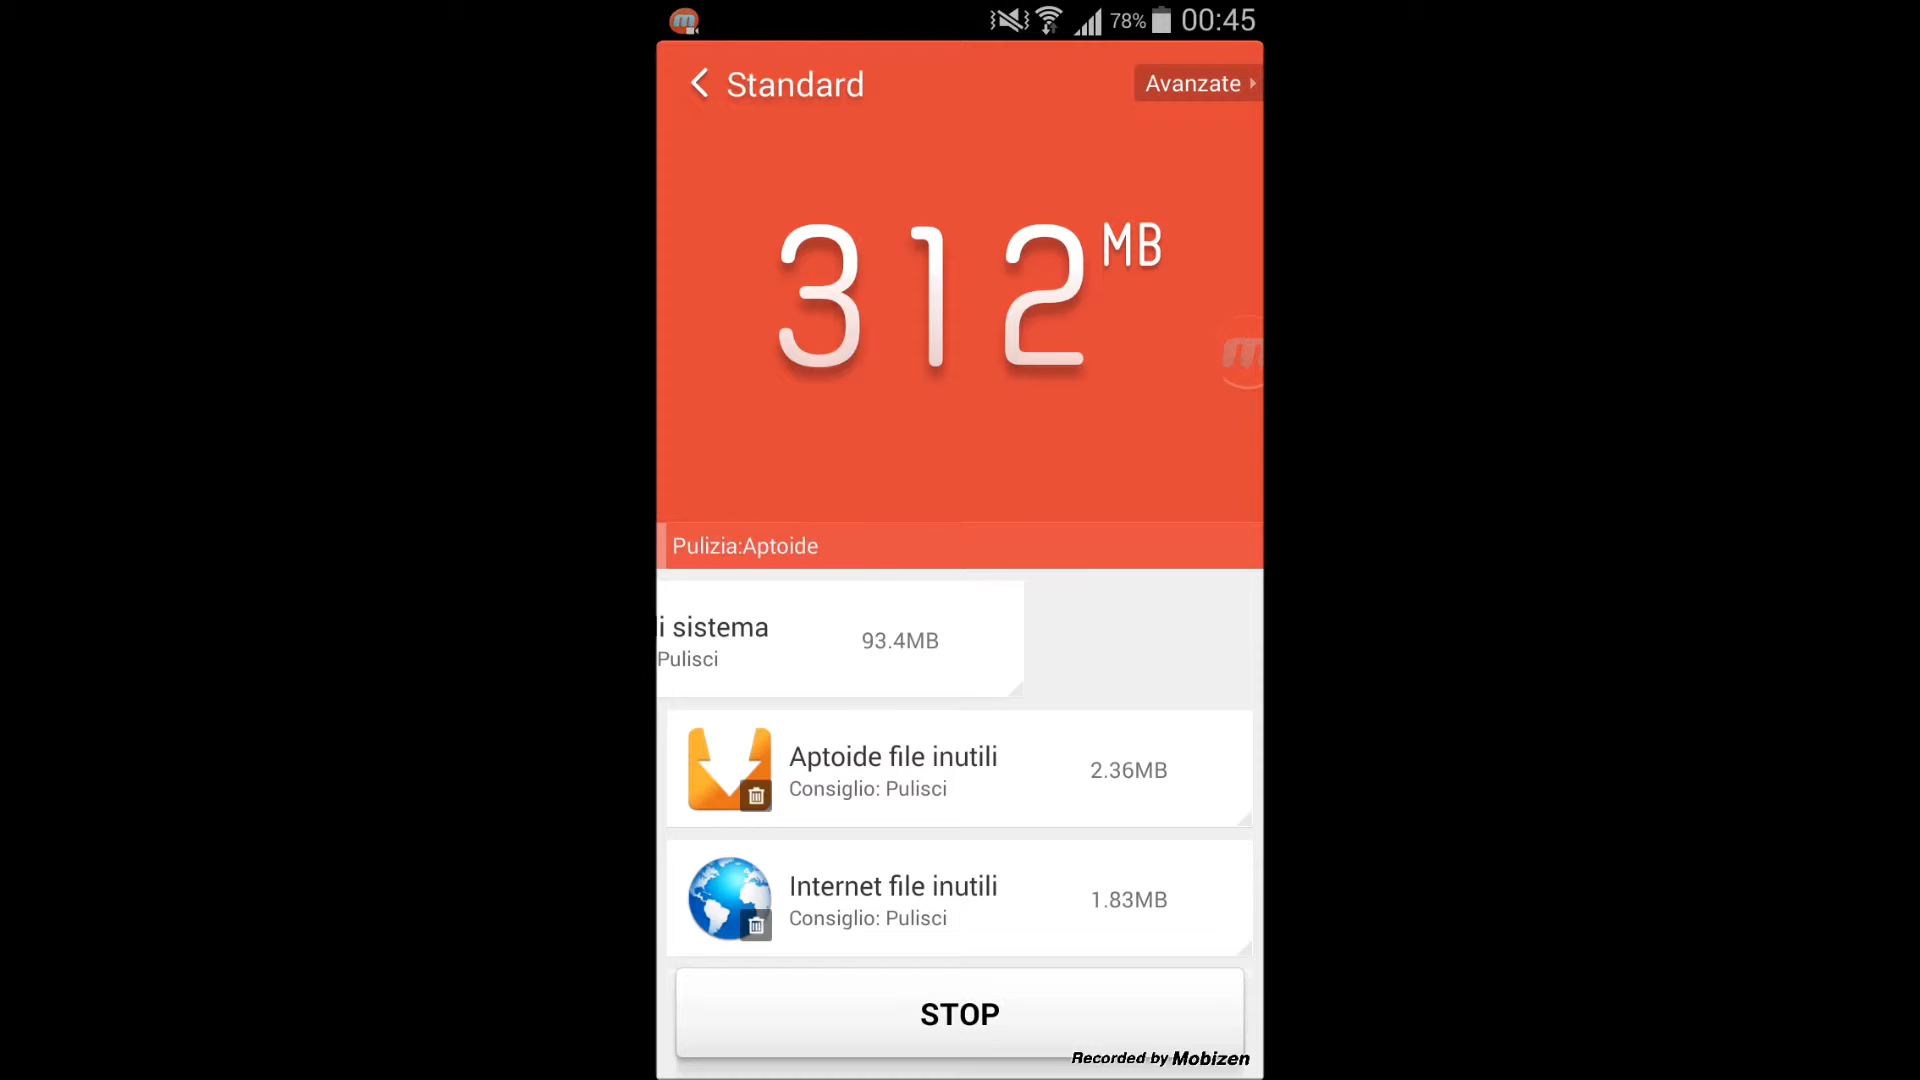 78% 00:45
Standard
Avanzate
312 MB
Pulizia:Aptoide
i sistema
93.4MB
Pulisci
Aptoide file inutili
2.36MB
Consiglio: Pulisci
Internet file inutili
1.83MB
Consiglio: Pulisci
STOP
Recorded by Mobizen